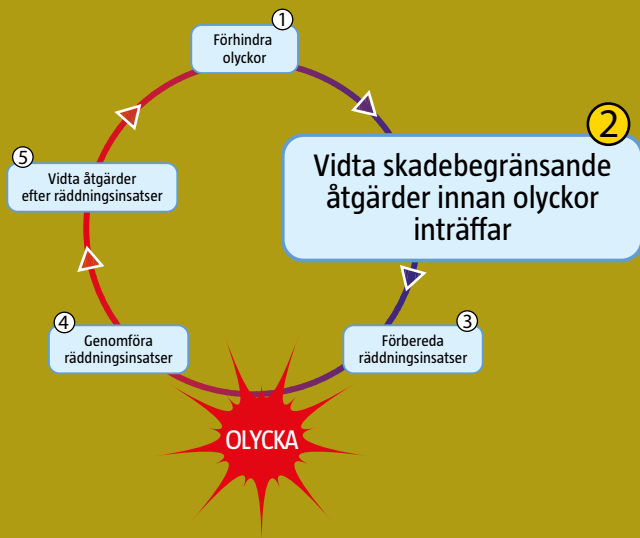 1
Förhindra
olyckor
2
Vidta skadebegränsande
åtgärder innan olyckor
inträffar
3
Förbereda
räddningsinsatser
OLYCKA
4
Genomföra
räddningsinsatser
5
Vidta åtgärder
efter räddningsinsatser